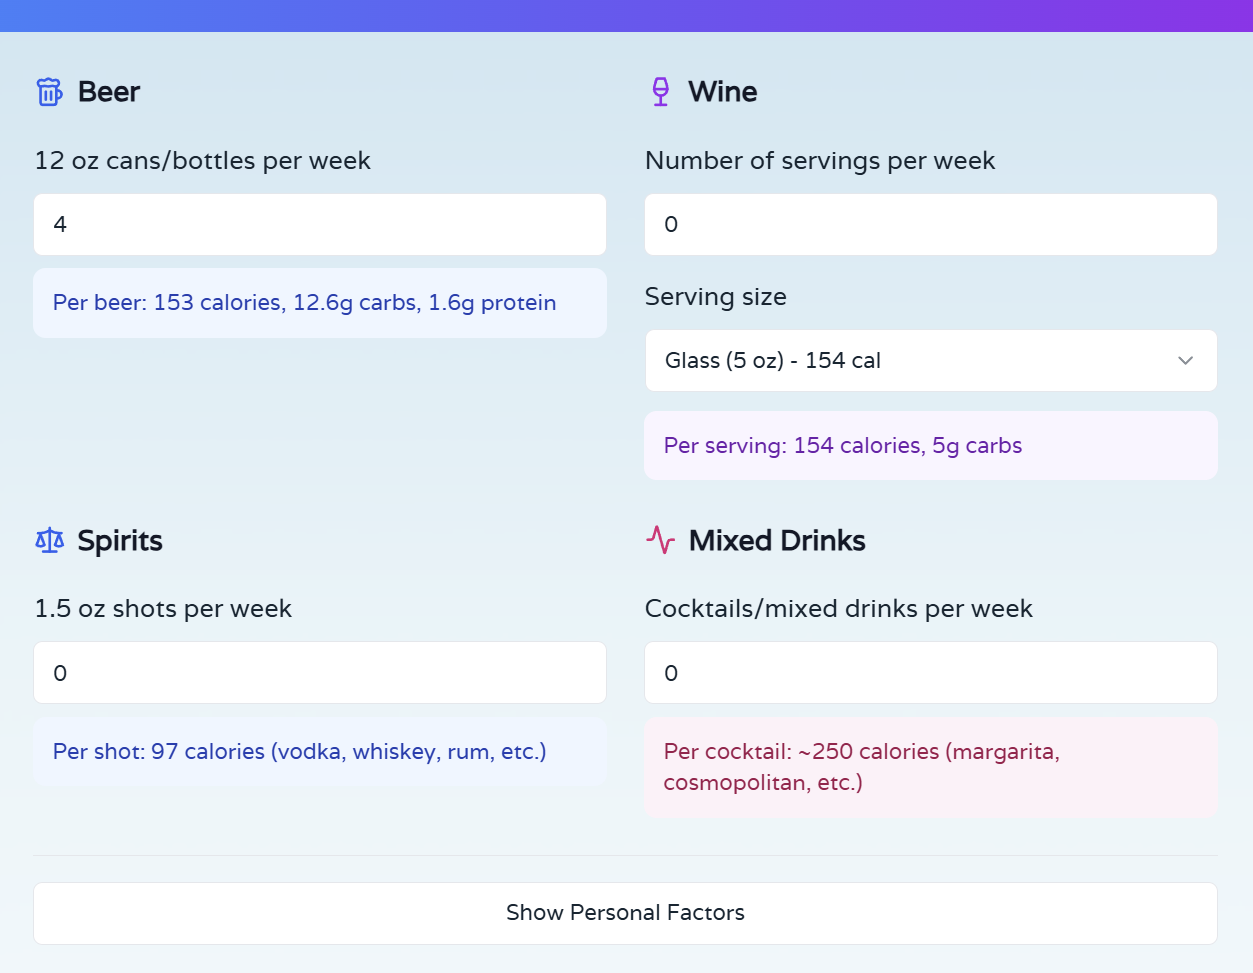 Beer
12 oz cans/bottles per week
4
Per beer: 153 calories, 12.6g carbs, 1.6g protein
Wine
Number of servings per week
0
Serving size
Glass (5 oz) - 154 cal
Per serving: 154 calories, 5g carbs
Spirits
1.5 oz shots per week
0
Per shot: 97 calories (vodka, whiskey, rum, etc.)
Mixed Drinks
Cocktails/mixed drinks per week
0
Per cocktail: ~250 calories (margarita,
cosmopolitan, etc.)
Show Personal Factors